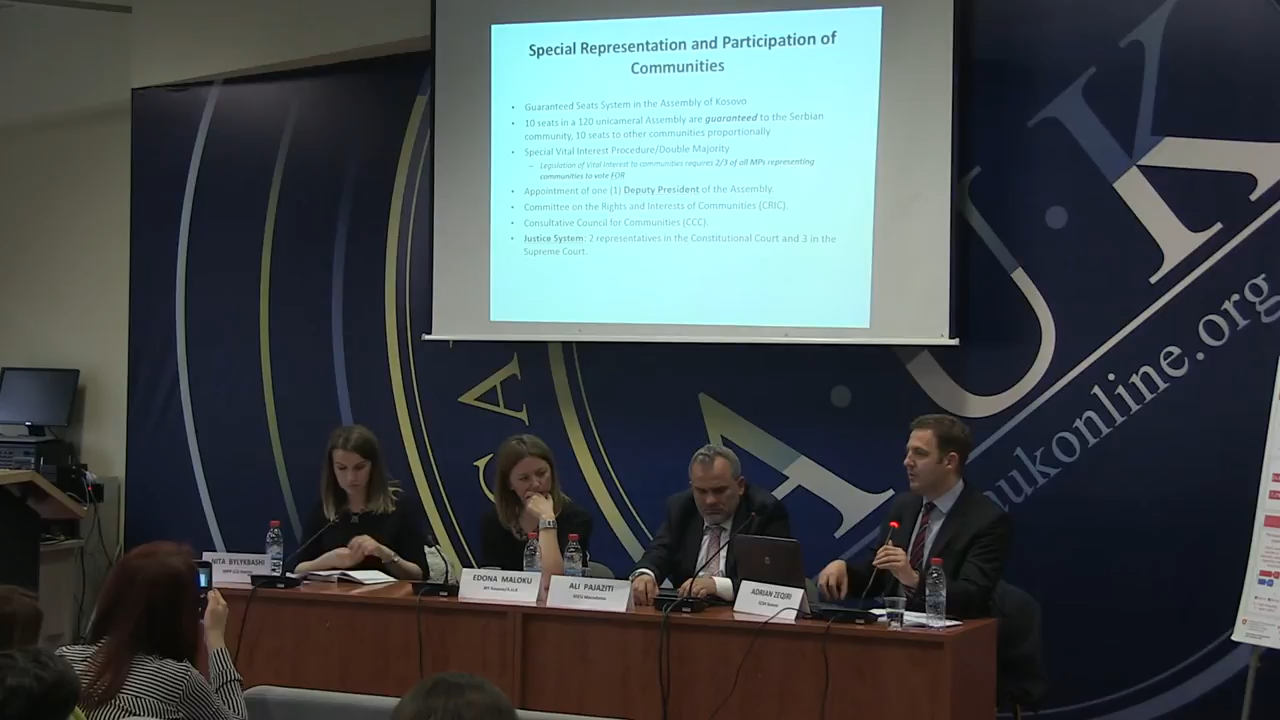 Special Representation and Participation of
Communities
• Guaranteed Seats System in the Assembly of Kosovo
• 10 seats in a 120 unicameral Assembly are guaranteed to the Serbian
community, 10 seats to other communities proportionally
• Special Vital Interest Procedure/Double Majority
– Legislation of Vital Interest to communities requires 2/3 of all MPs representing
communities to vote FOR
• Appointment of one (1) Deputy President of the Assembly.
• Committee on the Rights and Interests of Communities (CRIC).
• Consultative Council for Communities (CCC).
• Justice System: 2 representatives in the Constitutional Court and 3 in the
Supreme Court.
A.U.K
aukonline.org
NITA BYLYKBASHI
EDONA MALOKU
ALI PAJAZITI
ADRIAN ZEQIRI